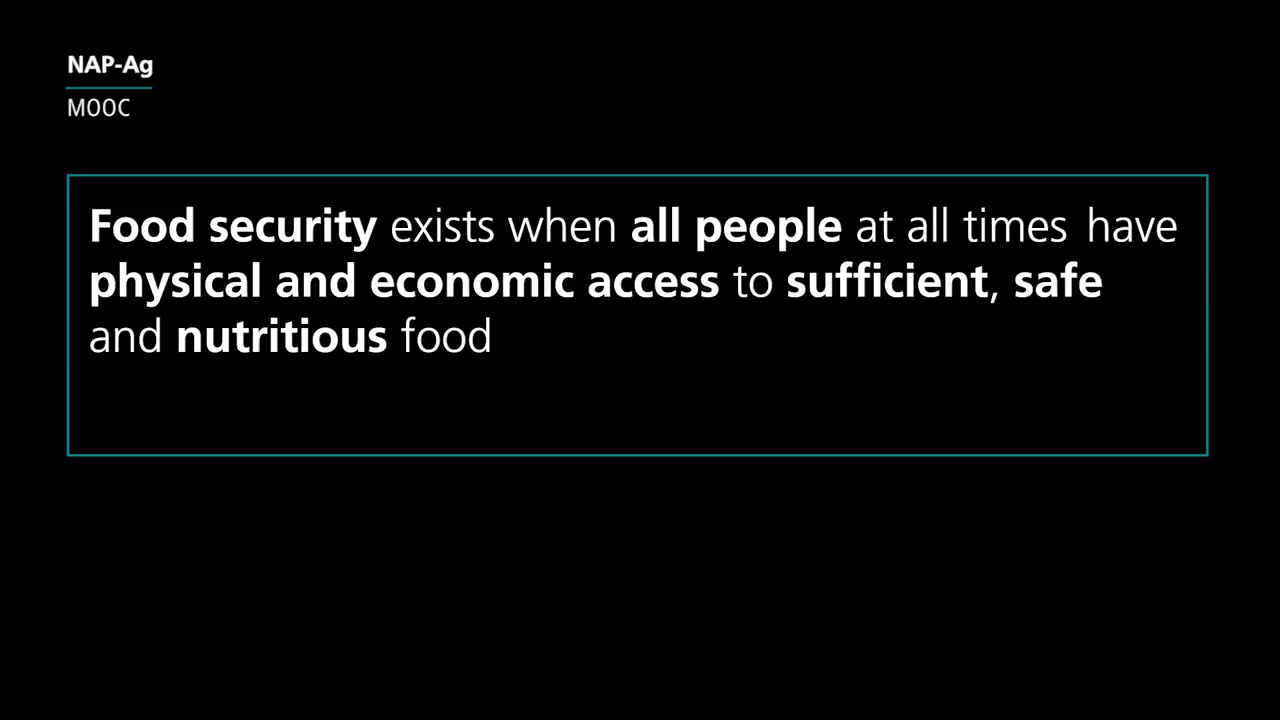 NAP-Ag
MOOC
Food security exists when all people at all times have
physical and economic access to sufficient, safe
and nutritious food